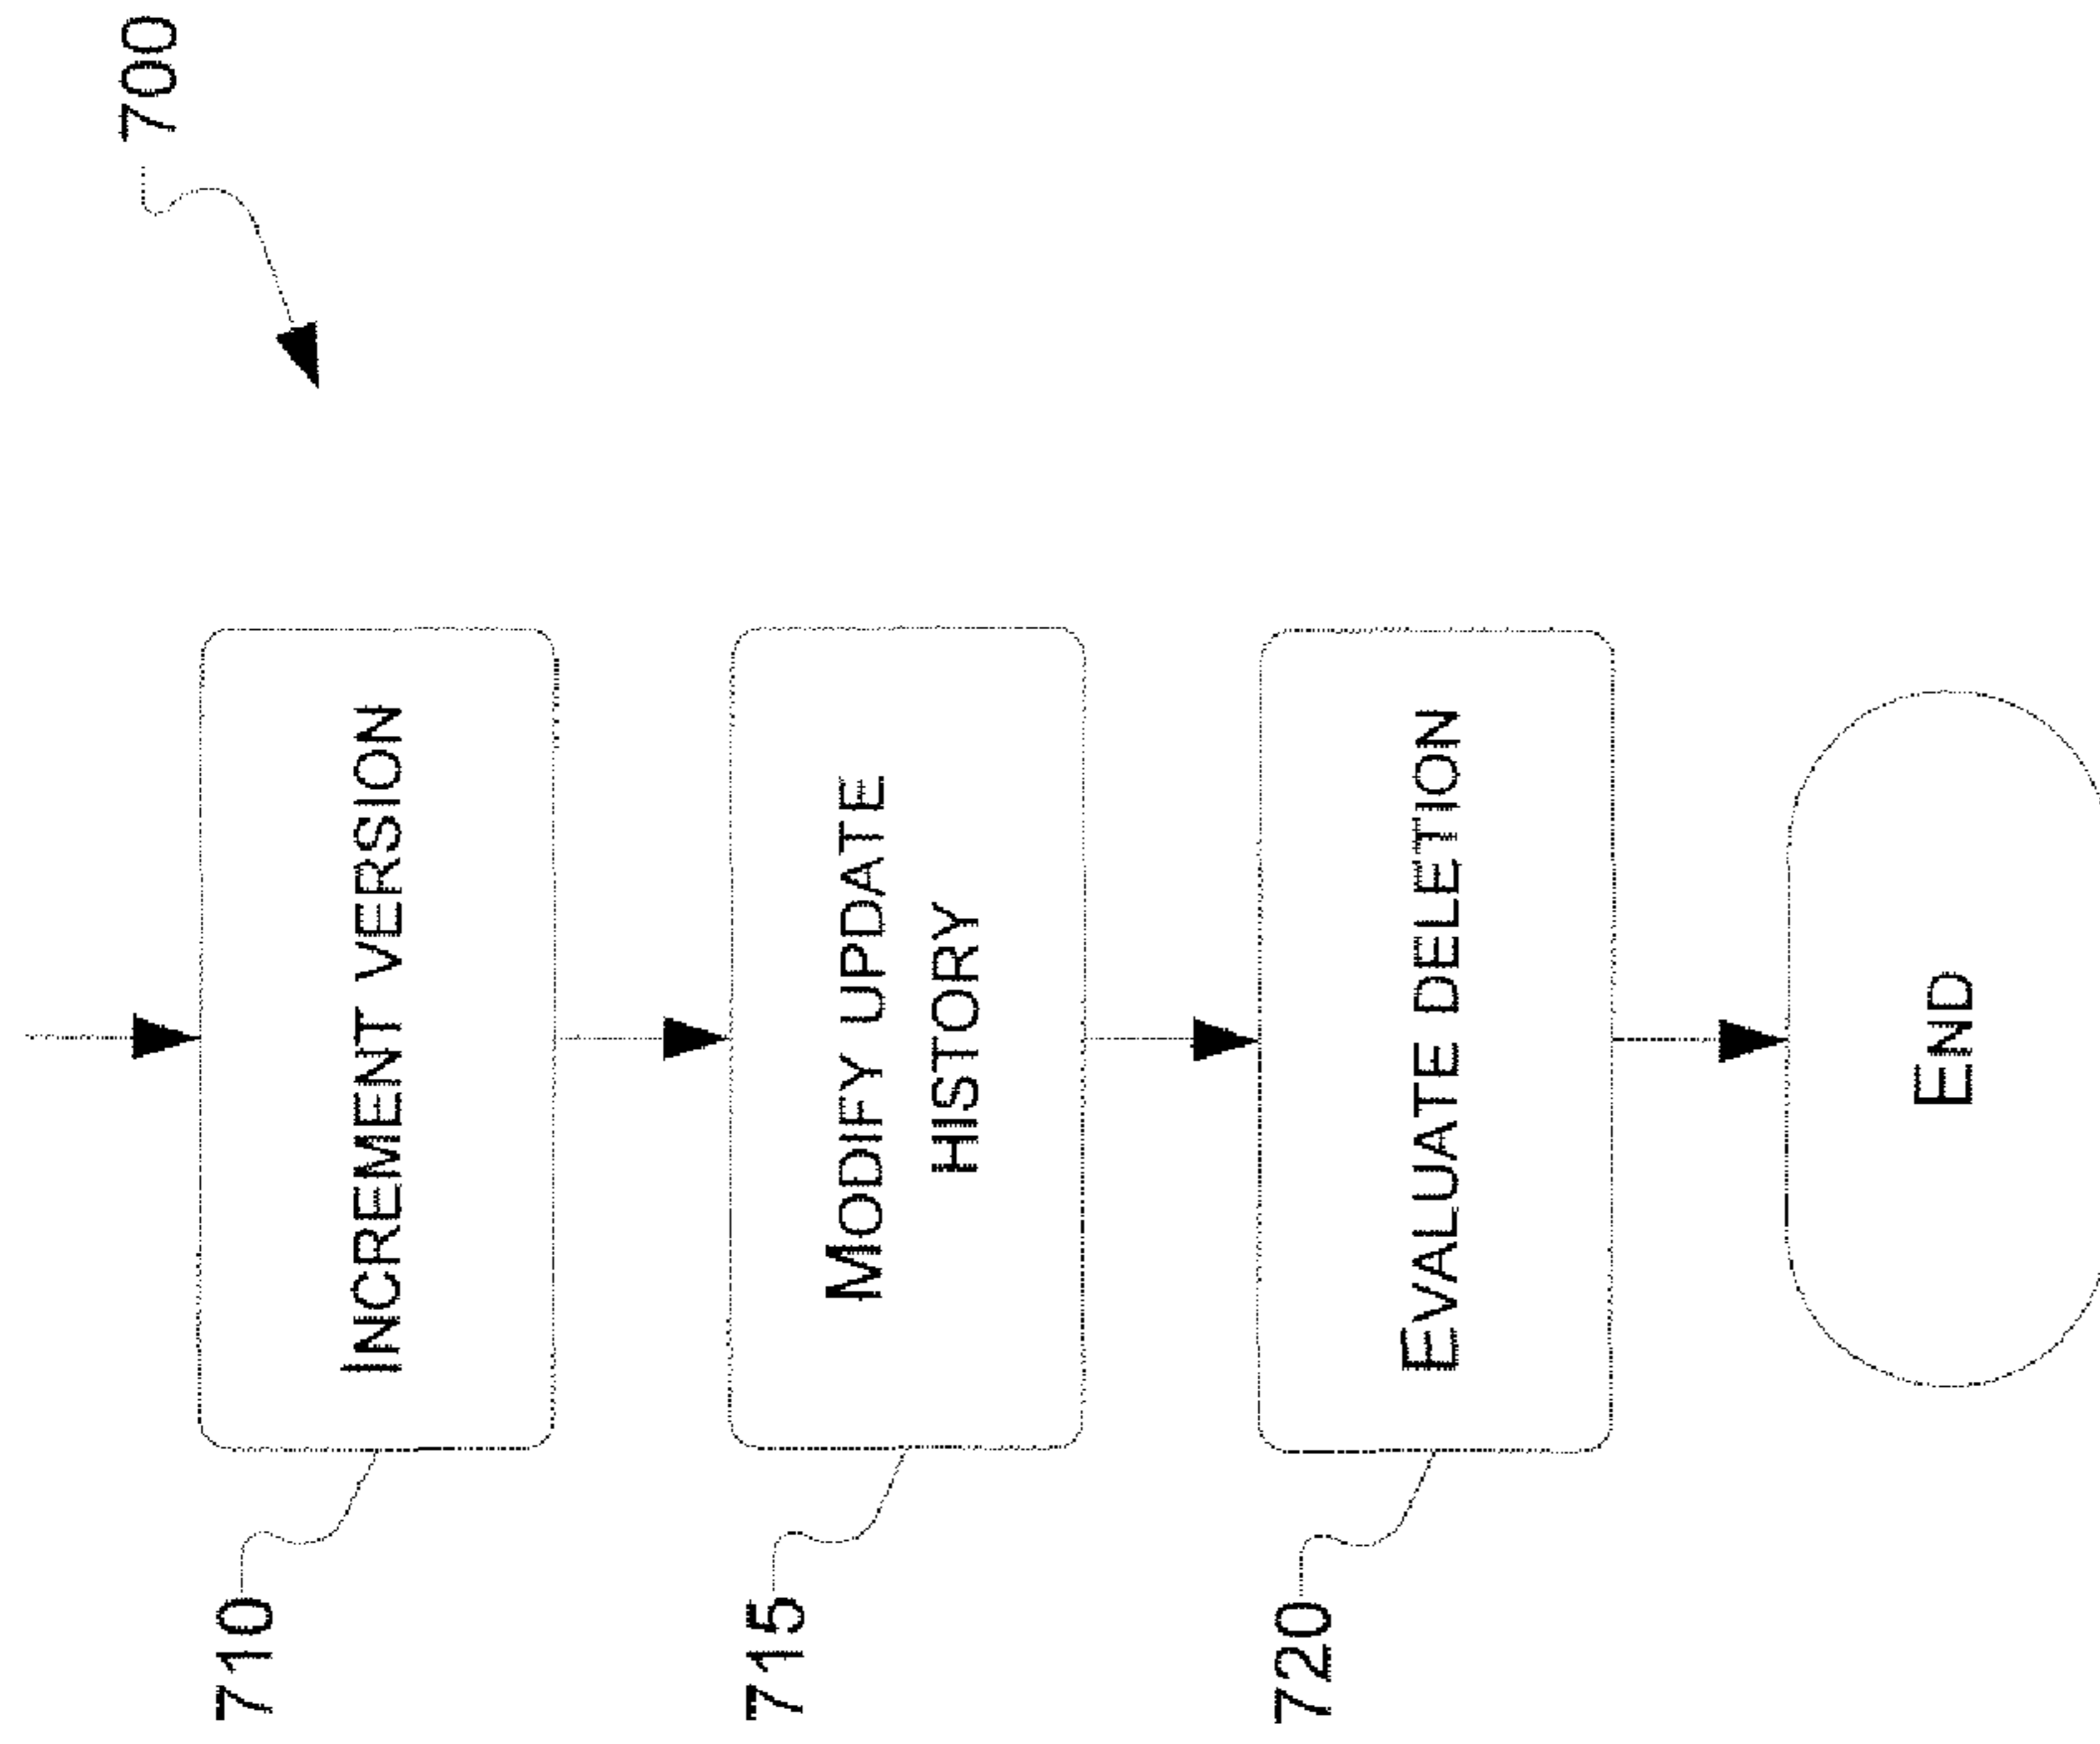 700
710
INCREMENT VERSION
715
MODIFY UPDATE
HISTORY
720
EVALUATE DELETION
END